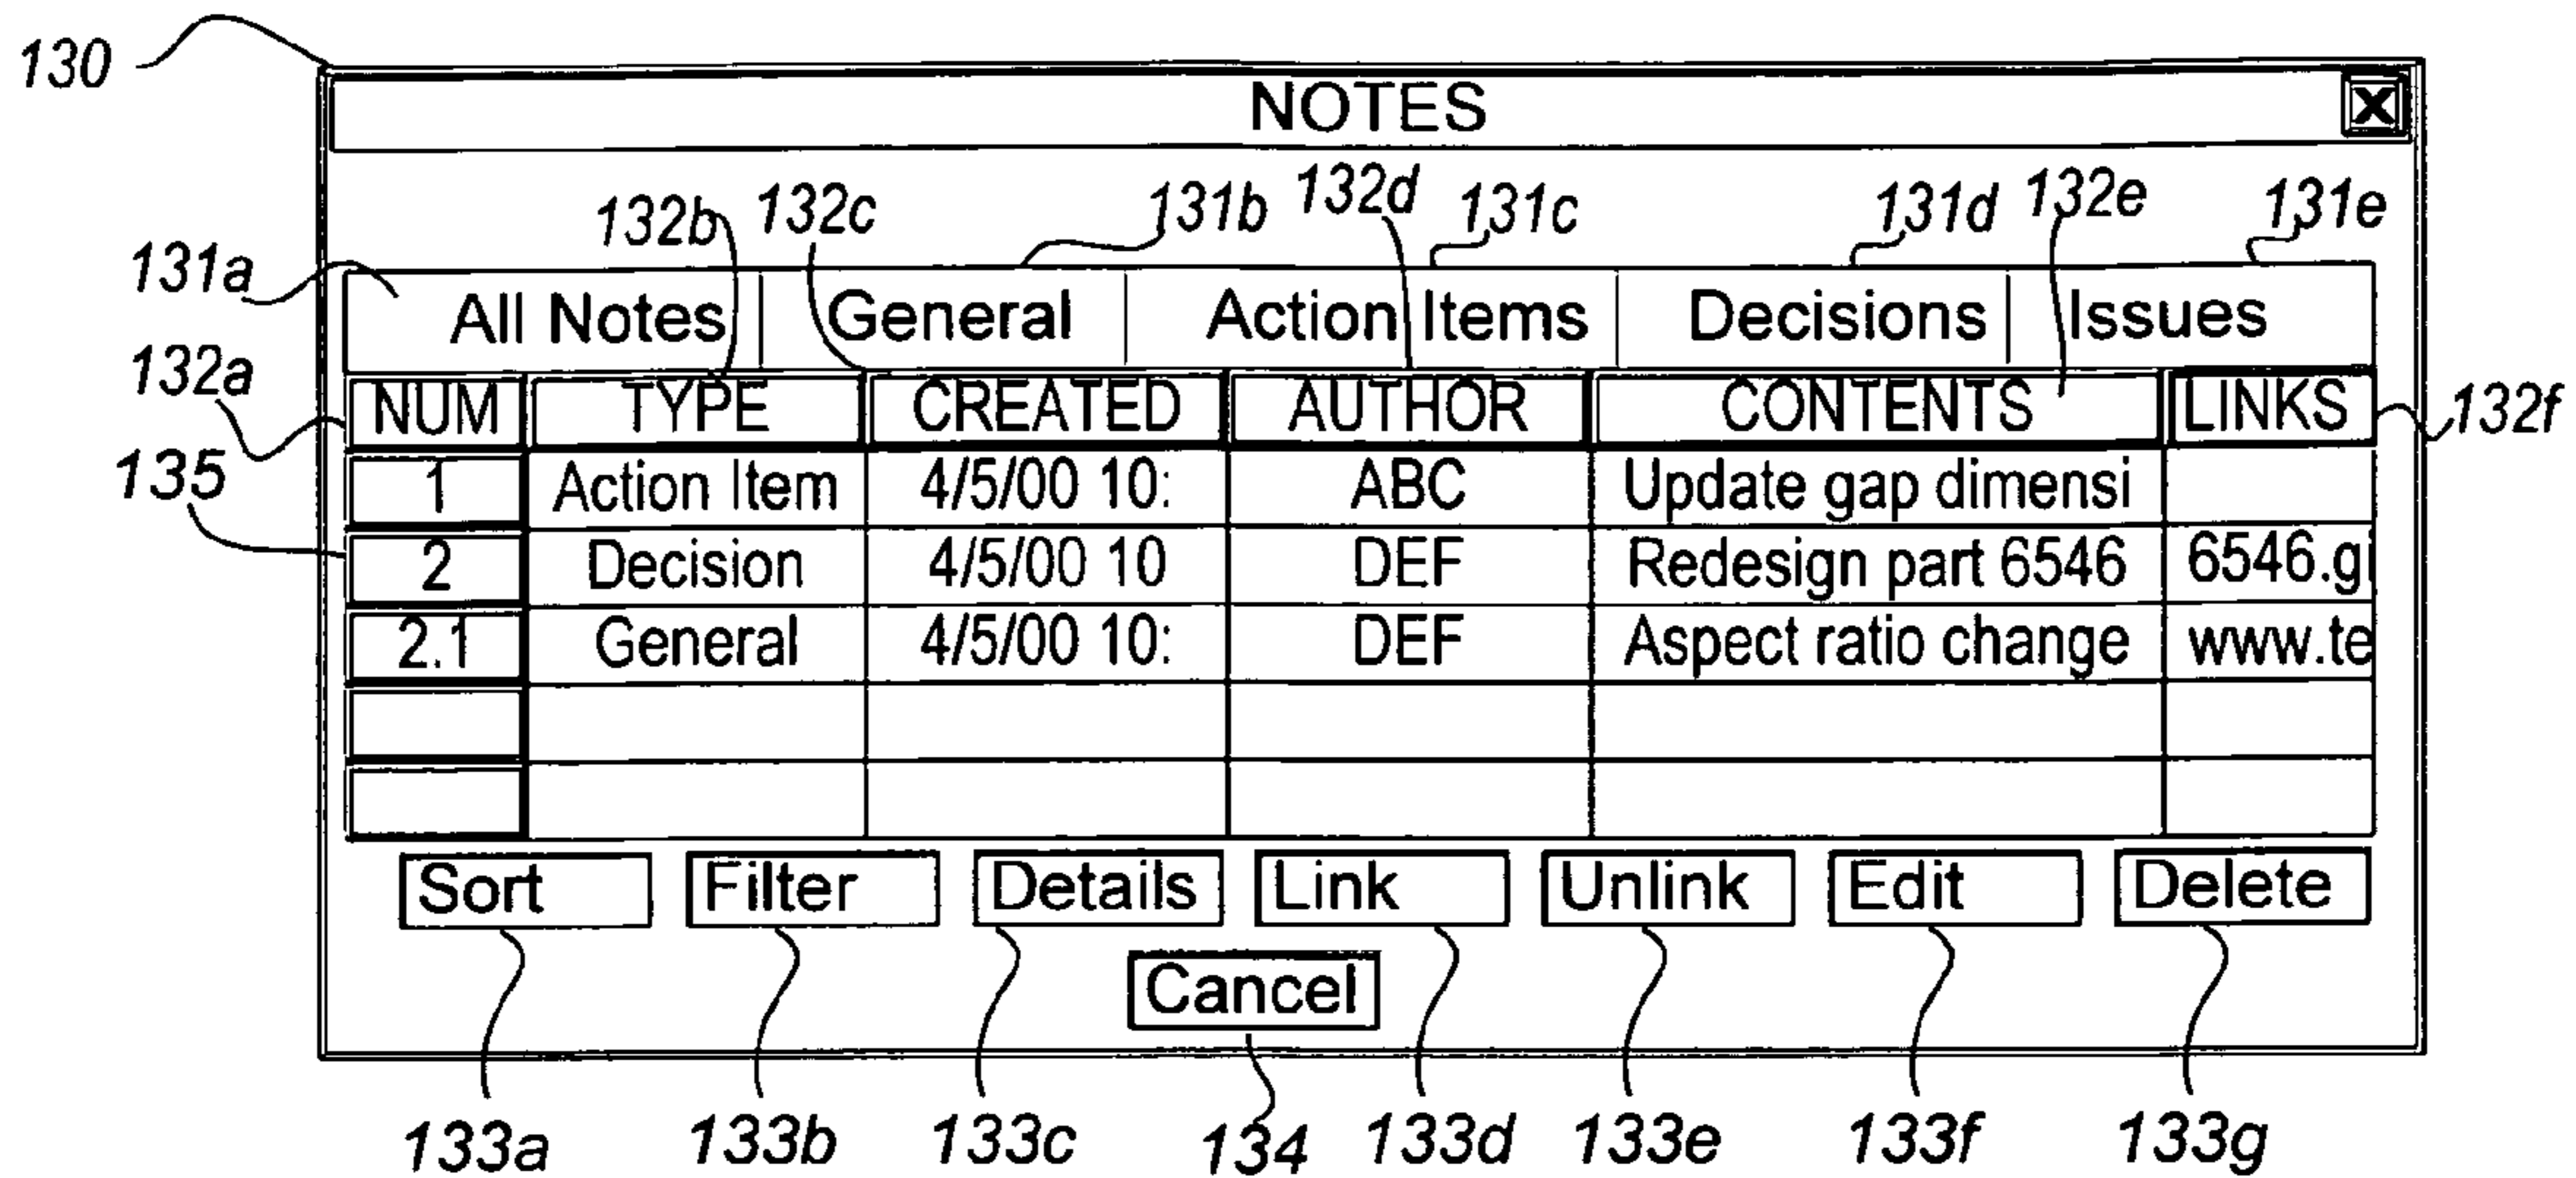 130
NOTES
X
132b 132c 131b 132d 131c 131d 132e 131e
131a
All Notes General Action Items Decisions Issues
132a
NUM TYPE CREATED AUTHOR CONTENTS LINKS 132f
135
1 Action Item 4/5/00 10: ABC Update gap dimensi
2 Decision 4/5/00 10 DEF Redesign part 6546 6546.gi
2.1 General 4/5/00 10: DEF Aspect ratio change www.te
Sort Filter Details Link Unlink Edit Delete
Cancel
133a 133b 133c 134 133d 133e 133f 133g